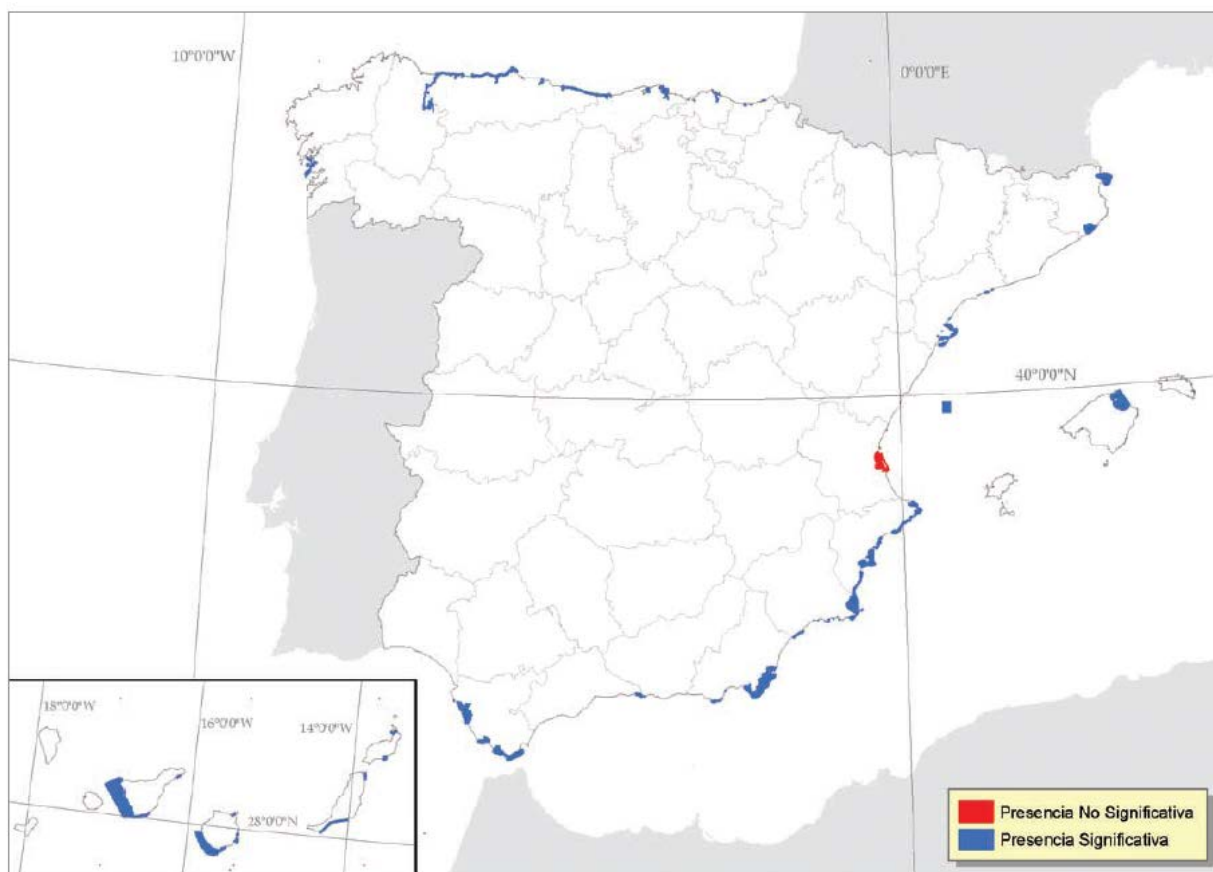 10°0'0"W
0°0'0"E
40°0'0"N
18°0'0"W
16°0'0"W
14°0'0"W
28°0'0"N
Presencia No Significativa
Presencia Significativa